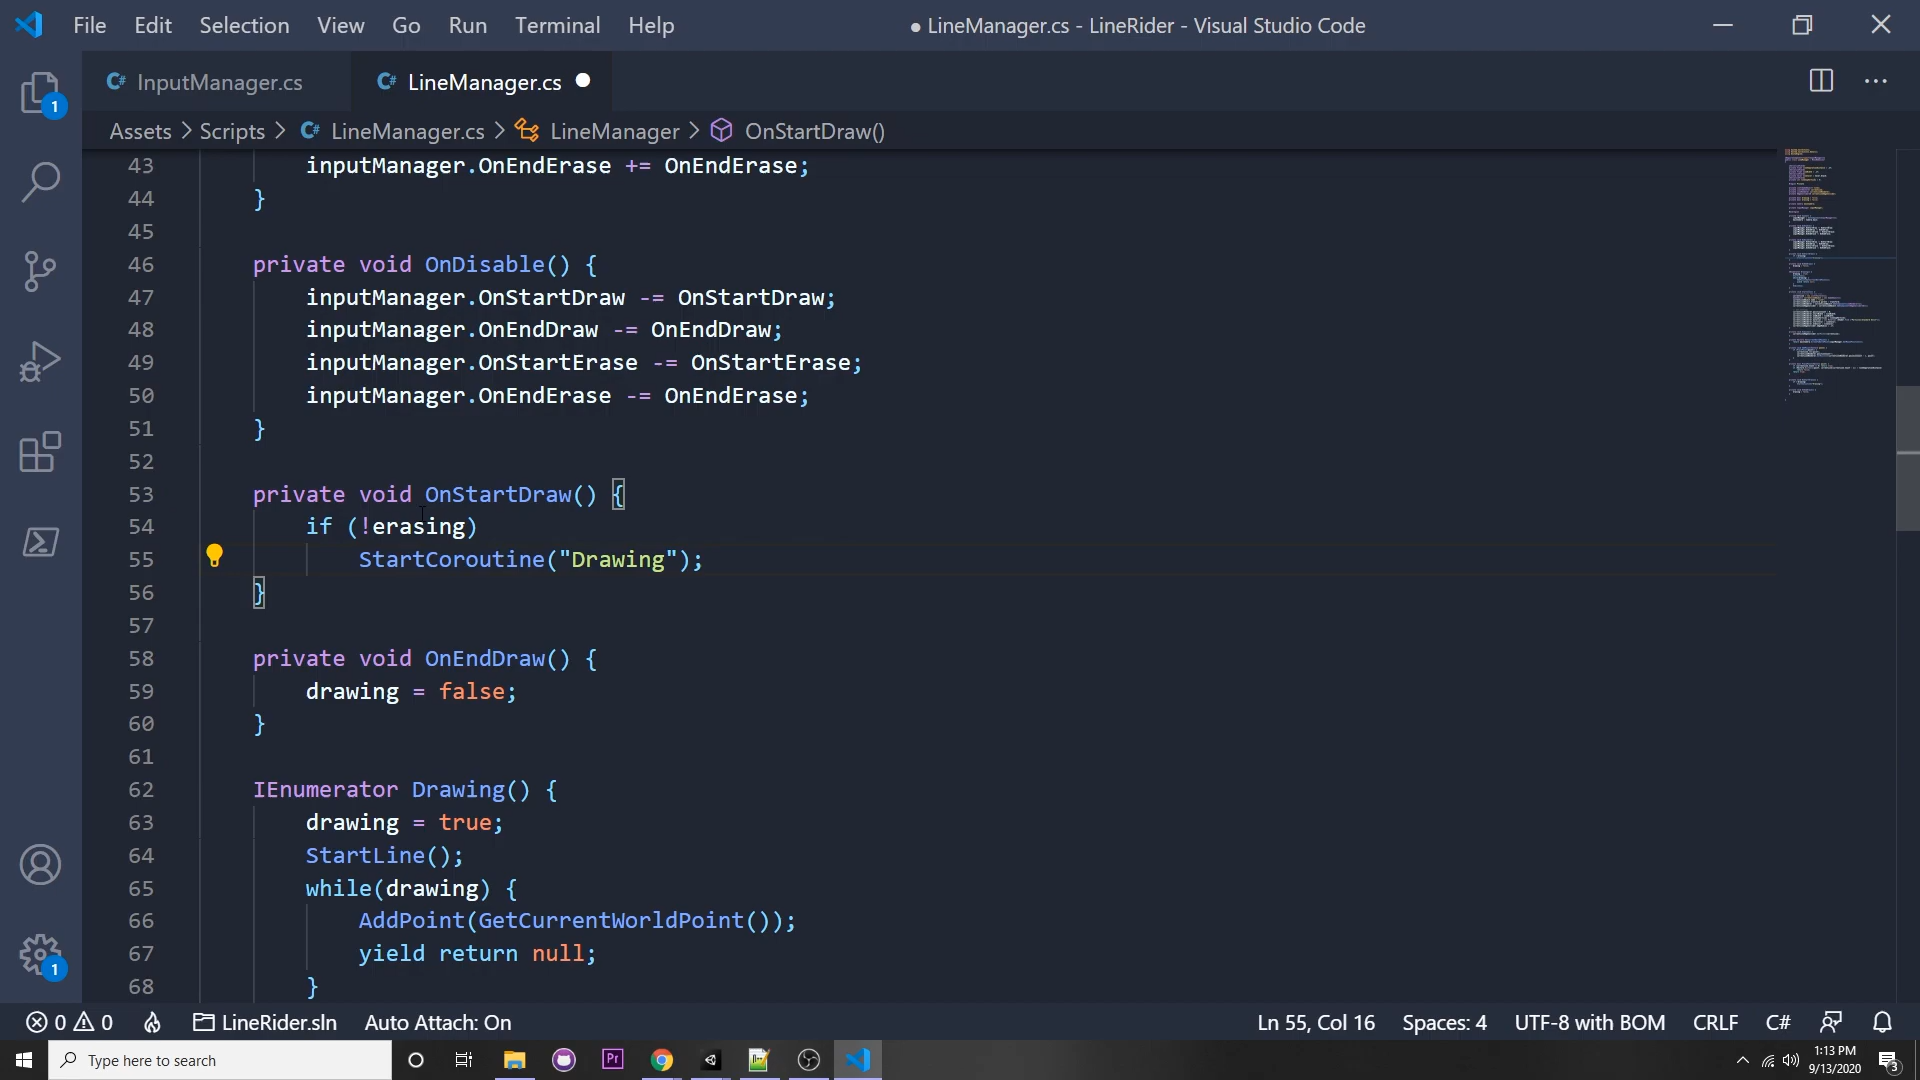 File Edit Selection View Go Run Terminal Help
● LineManager.cs - LineRider - Visual Studio Code
InputManager.cs
LineManager.cs
Assets > Scripts > LineManager.cs > LineManager > OnStartDraw()
43 inputManager.OnEndErase += OnEndErase;
44 }
45
46 private void OnDisable() {
47 inputManager.OnStartDraw -= OnStartDraw;
48 inputManager.OnEndDraw -= OnEndDraw;
49 inputManager.OnStartErase -= OnStartErase;
50 inputManager.OnEndErase -= OnEndErase;
51 }
52
53 private void OnStartDraw() {
54 if (!erasing)
55 StartCoroutine("Drawing");
56 }
57
58 private void OnEndDraw() {
59 drawing = false;
60 }
61
62 IEnumerator Drawing() {
63 drawing = true;
64 StartLine();
65 while(drawing) {
66 AddPoint(GetCurrentWorldPoint());
67 yield return null;
68 }
1
1
0 0 LineRider.sln Auto Attach: On
Ln 55, Col 16 Spaces: 4 UTF-8 with BOM CRLF C#
Type here to search
Pr
1:13 PM
9/13/2020
3